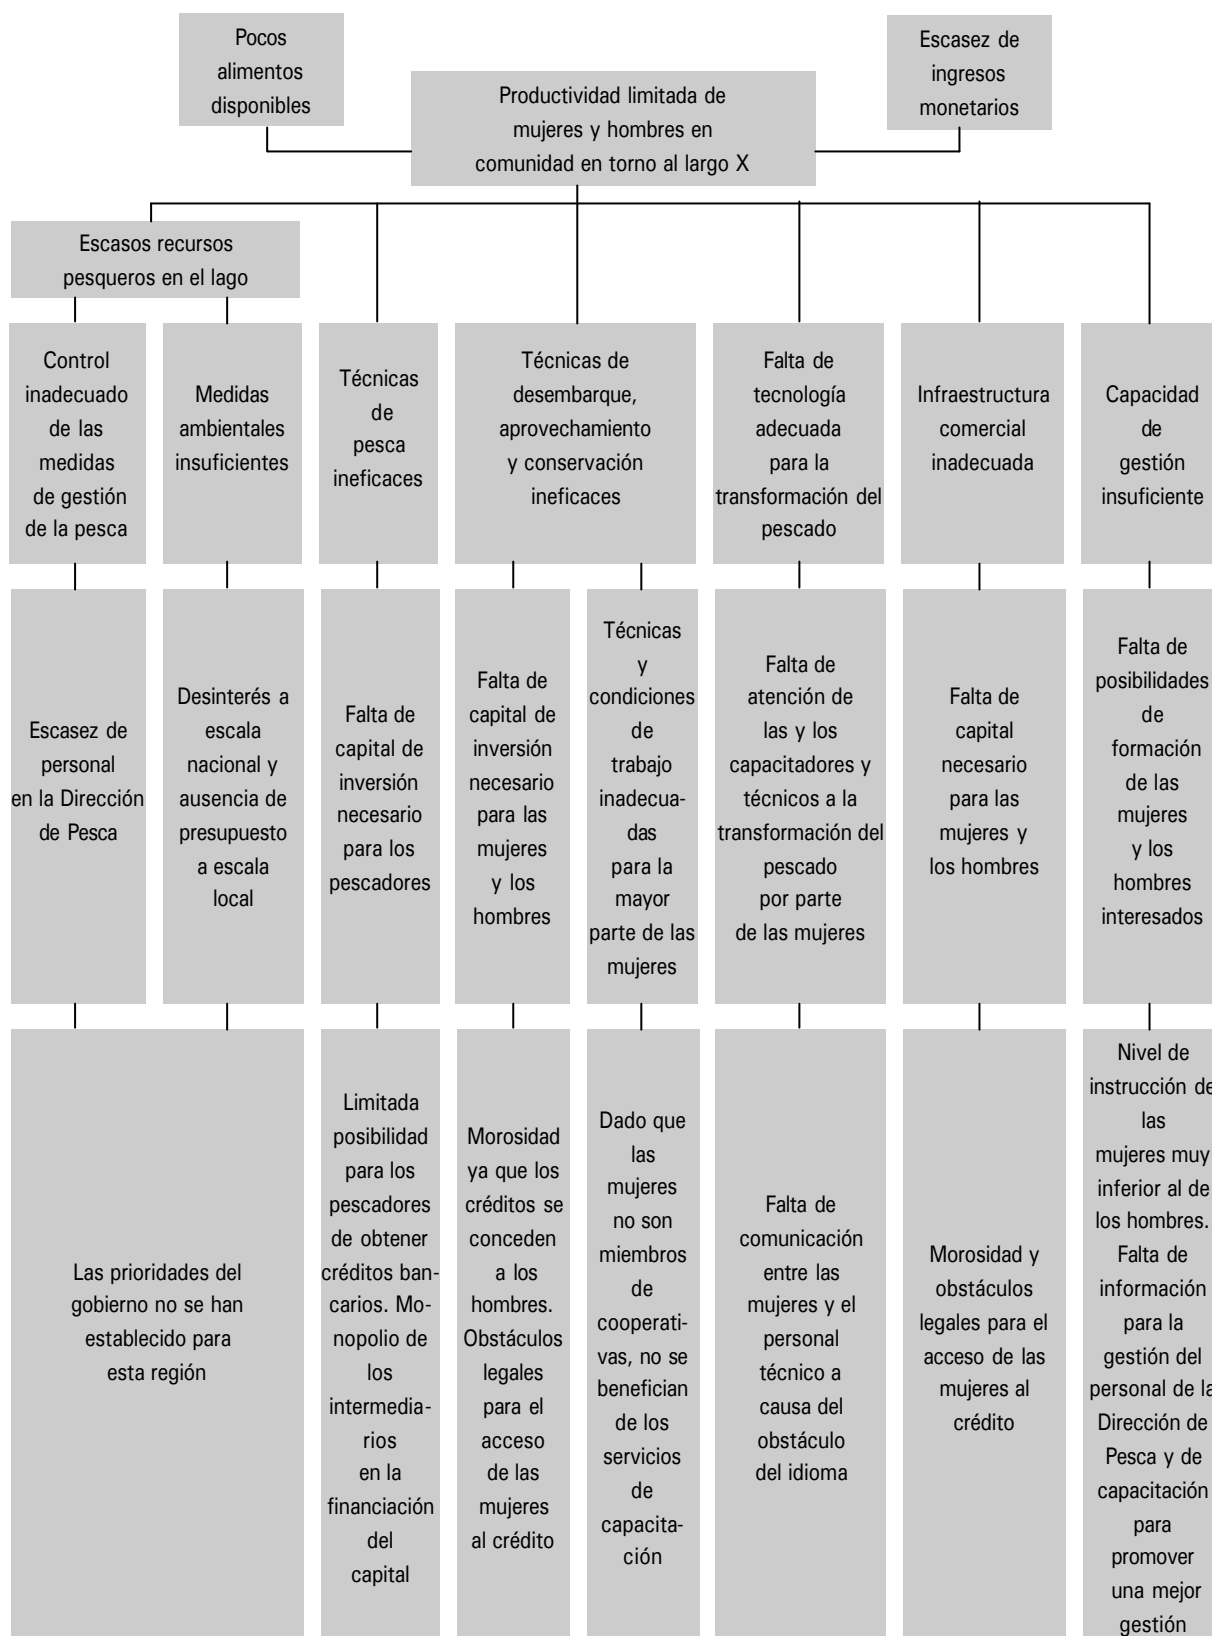 Pocos
alimentos
disponibles
Escasez de
ingresos
monetarios
Productividad limitada de
mujeres y hombres en
comunidad en torno al largo X
Escasos recursos
pesqueros en el lago
Control
inadecuado
de las
medidas
de gestión
de la pesca
Medidas
ambientales
insuficientes
Técnicas
de
pesca
ineficaces
Técnicas de
desembarque,
aprovechamiento
y conservación
ineficaces
Falta de
tecnología
adecuada
para la
transformación del
pescado
Infraestructura
comercial
inadecuada
Capacidad
de
gestión
insuficiente
Escasez de
personal
en la Dirección
de Pesca
Desinterés a
escala
nacional y
ausencia de
presupuesto
a escala
local
Falta de
capital de
inversión
necesario
para los
pescadores
Falta de
capital de
inversión
necesario
para las
mujeres
y los
hombres
Técnicas
y
condiciones
de
trabajo
inadecua-
das
para la
mayor
parte de las
mujeres
Falta de
atención de
las y los
capacitadores y
técnicos a la
transformación del
pescado
por parte
de las mujeres
Falta de
capital
necesario
para las
mujeres y
los hombres
Falta de
posibilidades
de
formación
de las
mujeres
y los
hombres
interesados
Las prioridades del
gobierno no se han
establecido para
esta región
Limitada
posibilidad
para los
pescadores
de obtener
créditos ban-
carios. Mo-
nopolio de
los
intermedia-
rios
en la
financiación
del
capital
Morosidad
ya que los
créditos se
conceden
a los
hombres.
Obstáculos
legales
para el
acceso
de las
mujeres
al crédito
Dado que
las
mujeres
no son
miembros
de
cooperati-
vas, no se
benefician
de los
servicios
de
capacita-
ción
Falta de
comunicación
entre las
mujeres y el
personal
técnico a
causa del
obstáculo
del idioma
Morosidad y
obstáculos
legales para el
acceso de las
mujeres al
crédito
Nivel de
instrucción de
las
mujeres muy
inferior al de
los hombres.
Falta de
información
para la
gestión del
personal de la
Dirección de
Pesca y de
capacitación
para
promover
una mejor
gestión